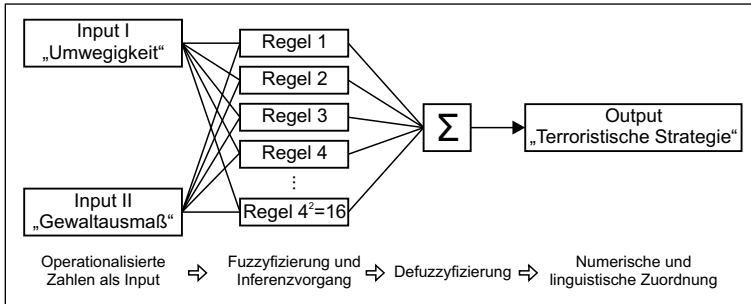 Input I
„Umwegigkeit“
Regel 1
Regel 2
Regel 3
Regel 4
⋮
Regel 4²=16
Input II
„Gewaltausmaß“
Σ
Output
„Terroristische Strategie“
Operationalisierte
Zahlen als Input
Fuzzyfizierung und
Inferenzvorgang
Defuzzyfizierung
Numerische und
linguistische Zuordnung